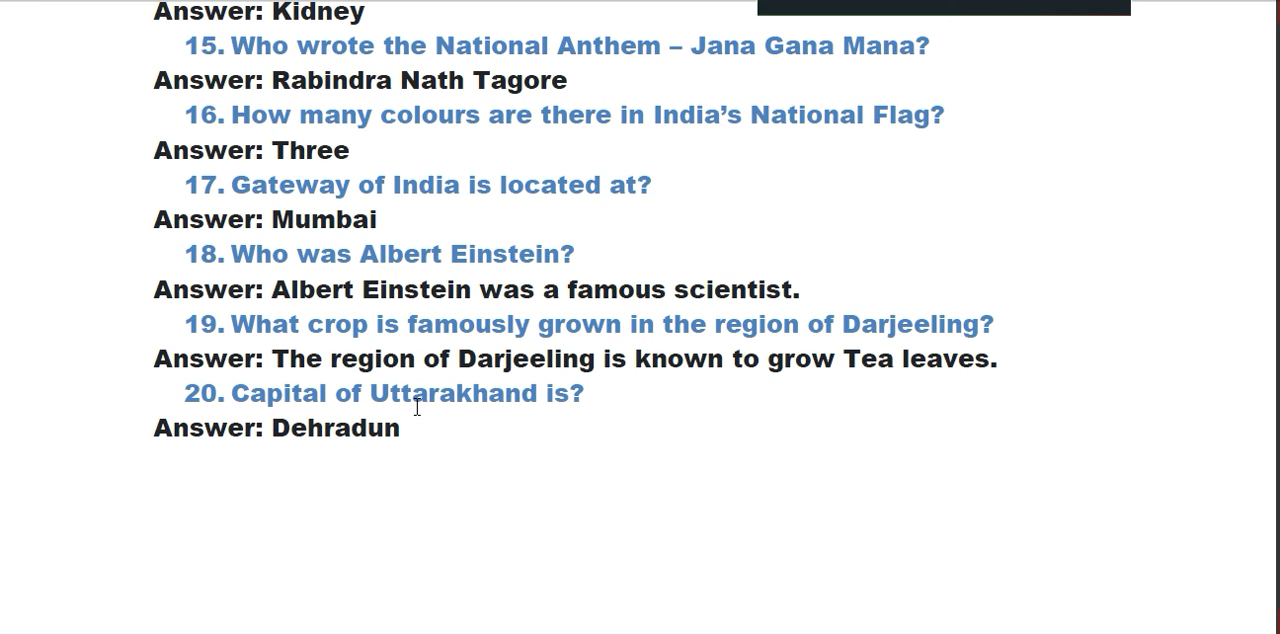 Answer: Kidney
15. Who wrote the National Anthem – Jana Gana Mana?
Answer: Rabindra Nath Tagore
16. How many colours are there in India’s National Flag?
Answer: Three
17. Gateway of India is located at?
Answer: Mumbai
18. Who was Albert Einstein?
Answer: Albert Einstein was a famous scientist.
19. What crop is famously grown in the region of Darjeeling?
Answer: The region of Darjeeling is known to grow Tea leaves.
20. Capital of Uttarakhand is?
Answer: Dehradun